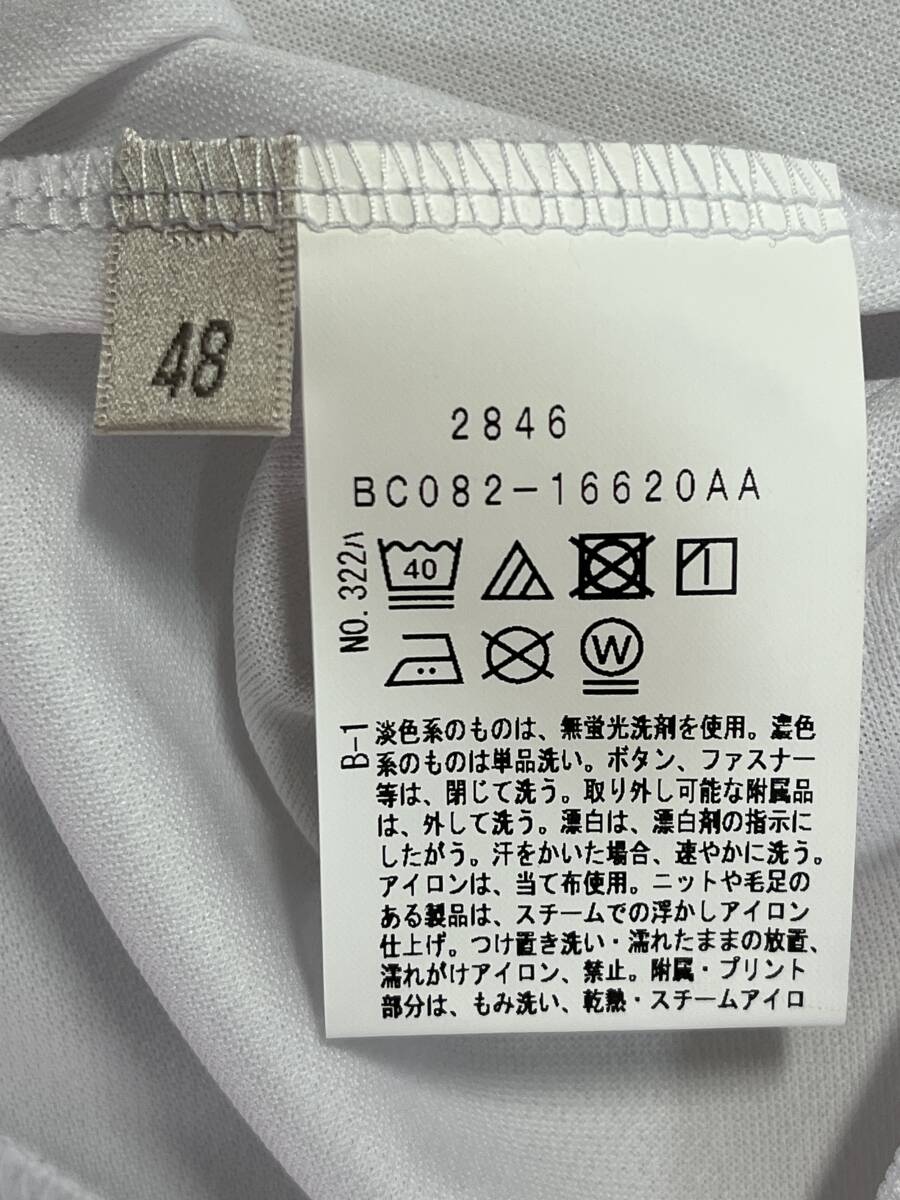 48
2846
BC082-16620AA
NO.322ハ
40
W
B-1
淡色系のものは、無蛍光洗剤を使用。濃色
系のものは単品洗い。ボタン、ファスナー
等は、閉じて洗う。取り外し可能な附属品
は、外して洗う。漂白は、漂白剤の指示に
したがう。汗をかいた場合、速やかに洗う。
アイロンは、当て布使用。ニットや毛足の
ある製品は、スチームでの浮かしアイロン
仕上げ。つけ置き洗い・濡れたままの放置、
濡れがけアイロン、禁止。附属・プリント
部分は、もみ洗い、乾熱・スチームアイロ